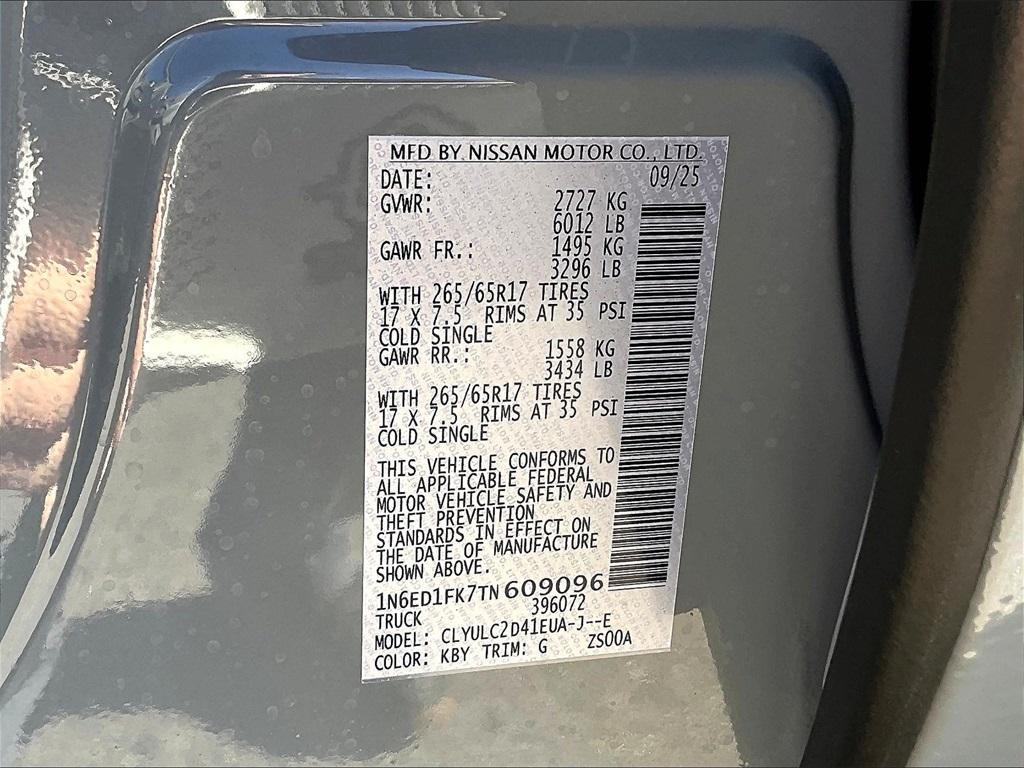 MFD BY NISSAN MOTOR CO., LTD.
DATE: 09/25
GVWR: 2727 KG
6012 LB
GAWR FR.: 1495 KG
3296 LB
WITH 265/65R17 TIRES
17 X 7.5 RIMS AT 35 PSI
COLD SINGLE
GAWR RR.: 1558 KG
3434 LB
WITH 265/65R17 TIRES
17 X 7.5 RIMS AT 35 PSI
COLD SINGLE
THIS VEHICLE CONFORMS TO
ALL APPLICABLE FEDERAL
MOTOR VEHICLE SAFETY AND
THEFT PREVENTION
STANDARDS IN EFFECT ON
THE DATE OF MANUFACTURE
SHOWN ABOVE.
1N6ED1FK7TN609096
TRUCK 396072
MODEL: CLYULC2D41EUA-J--E
COLOR: KBY TRIM: G ZS00A